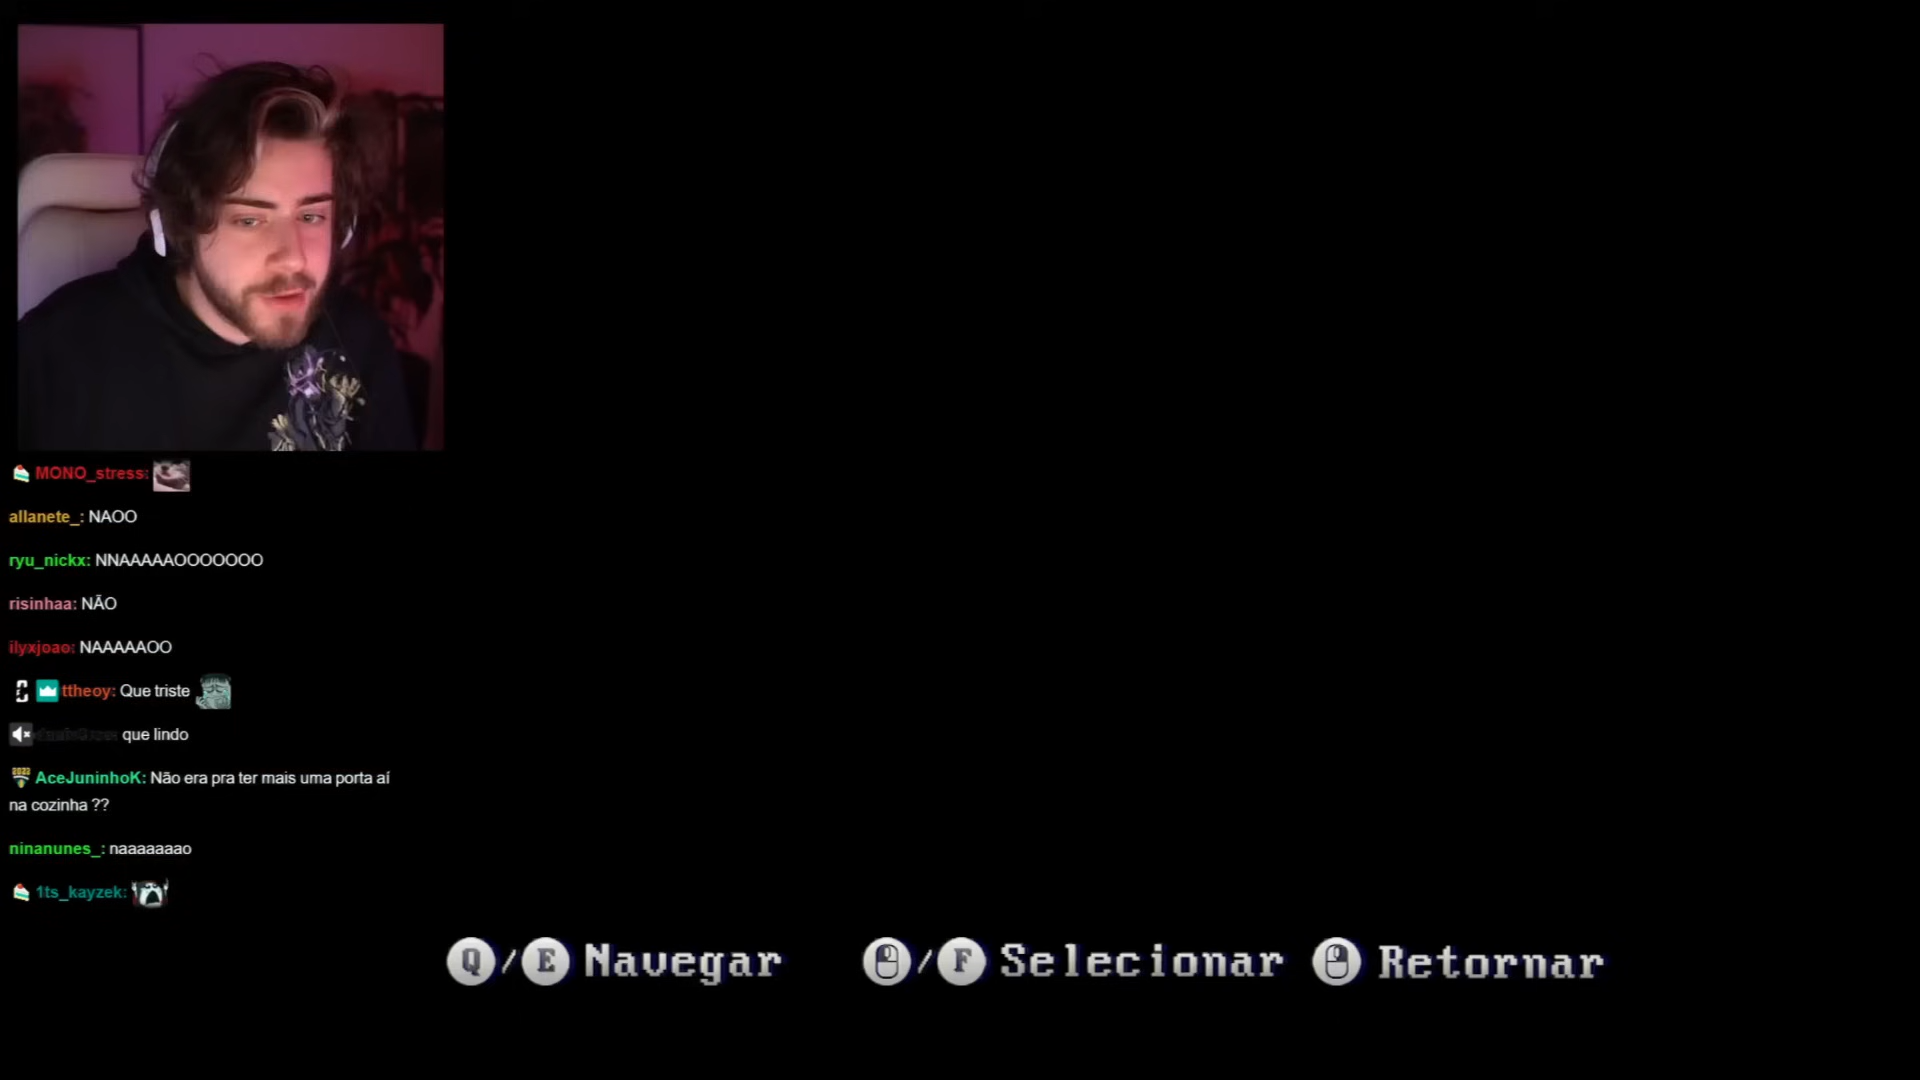 MONO_stress:
allanete_: NAOO
ryu_nickx: NNAAAAAOOOOOOO
risinhaa: NÃO
ilyxjoao: NAAAAAOO
ttheoy: Que triste
que lindo
AceJuninhoK: Não era pra ter mais uma porta aí
na cozinha ??
ninanunes_: naaaaaaao
1ts_kayzek:
Q/E Navegar /F Selecionar Retornar